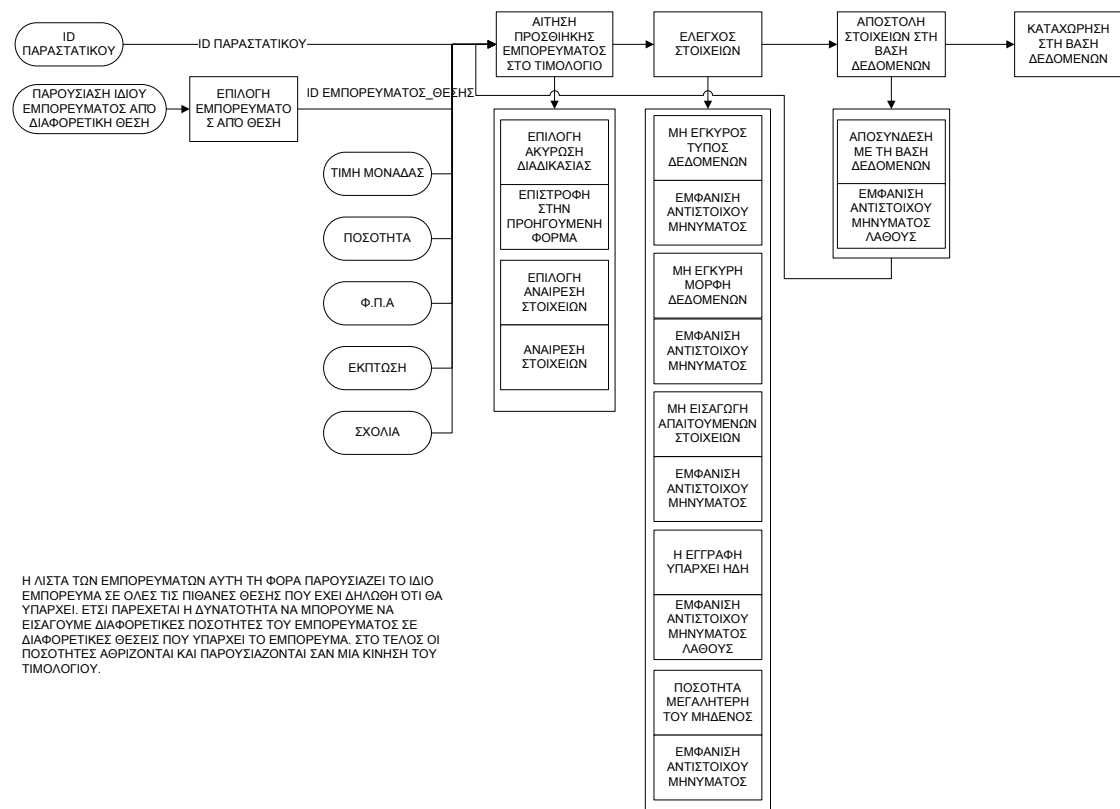 ID
ΠΑΡΑΣΤΑΤΙΚΟΥ
ID ΠΑΡΑΣΤΑΤΙΚΟΥ
ΑΙΤΗΣΗ
ΠΡΟΣΘΗΚΗΣ
ΕΜΠΟΡΕΥΜΑΤΟΣ
ΣΤΟ ΤΙΜΟΛΟΓΙΟ
ΕΛΕΓΧΟΣ
ΣΤΟΙΧΕΙΩΝ
ΑΠΟΣΤΟΛΗ
ΣΤΟΙΧΕΙΩΝ ΣΤΗ
ΒΑΣΗ
ΔΕΔΟΜΕΝΩΝ
ΚΑΤΑΧΩΡΗΣΗ
ΣΤΗ ΒΑΣΗ
ΔΕΔΟΜΕΝΩΝ
ΠΑΡΟΥΣΙΑΣΗ ΙΔΙΟΥ
ΕΜΠΟΡΕΥΜΑΤΟΣ ΑΠΌ
ΔΙΑΦΟΡΕΤΙΚΗ ΘΕΣΗ
ΕΠΙΛΟΓΗ
ΕΜΠΟΡΕΥΜΑΤΟ
Σ ΑΠΌ ΘΕΣΗ
ID ΕΜΠΟΡΕΥΜΑΤΟΣ_ΘΕΣΗΣ
ΤΙΜΗ ΜΟΝΑΔΑΣ
ΠΟΣΟΤΗΤΑ
Φ.Π.Α
ΕΚΠΤΩΣΗ
ΣΧΟΛΙΑ
ΕΠΙΛΟΓΗ
ΑΚΥΡΩΣΗ
ΔΙΑΔΙΚΑΣΙΑΣ
ΕΠΙΣΤΡΟΦΗ
ΣΤΗΝ
ΠΡΟΗΓΟΥΜΕΝΗ
ΦΟΡΜΑ
ΕΠΙΛΟΓΗ
ΑΝΑΙΡΕΣΗ
ΣΤΟΙΧΕΙΩΝ
ΑΝΑΙΡΕΣΗ
ΣΤΟΙΧΕΙΩΝ
ΜΗ ΕΓΚΥΡΟΣ
ΤΥΠΟΣ
ΔΕΔΟΜΕΝΩΝ
ΕΜΦΑΝΙΣΗ
ΑΝΤΙΣΤΟΙΧΟΥ
ΜΗΝΥΜΑΤΟΣ
ΜΗ ΕΓΚΥΡΗ
ΜΟΡΦΗ
ΔΕΔΟΜΕΝΩΝ
ΕΜΦΑΝΙΣΗ
ΑΝΤΙΣΤΟΙΧΟΥ
ΜΗΝΥΜΑΤΟΣ
ΜΗ ΕΙΣΑΓΩΓΗ
ΑΠΑΙΤΟΥΜΕΝΩΝ
ΣΤΟΙΧΕΙΩΝ
ΕΜΦΑΝΙΣΗ
ΑΝΤΙΣΤΟΙΧΟΥ
ΜΗΝΥΜΑΤΟΣ
Η ΕΓΓΡΑΦΗ
ΥΠΑΡΧΕΙ ΗΔΗ
ΕΜΦΑΝΙΣΗ
ΑΝΤΙΣΤΟΙΧΟΥ
ΜΗΝΥΜΑΤΟΣ
ΛΑΘΟΥΣ
ΠΟΣΟΤΗΤΑ
ΜΕΓΑΛΗΤΕΡΗ
ΤΟΥ ΜΗΔΕΝΟΣ
ΕΜΦΑΝΙΣΗ
ΑΝΤΙΣΤΟΙΧΟΥ
ΜΗΝΥΜΑΤΟΣ
ΑΠΟΣΥΝΔΕΣΗ
ΜΕ ΤΗ ΒΑΣΗ
ΔΕΔΟΜΕΝΩΝ
ΕΜΦΑΝΙΣΗ
ΑΝΤΙΣΤΟΙΧΟΥ
ΜΗΝΥΜΑΤΟΣ
ΛΑΘΟΥΣ
Η ΛΙΣΤΑ ΤΩΝ ΕΜΠΟΡΕΥΜΑΤΩΝ ΑΥΤΉ ΤΗ ΦΟΡΑ ΠΑΡΟΥΣΙΑΖΕΙ ΤΟ ΙΔΙΟ
ΕΜΠΟΡΕΥΜΑ ΣΕ ΟΛΕΣ ΤΙΣ ΠΙΘΑΝΕΣ ΘΕΣΗΣ ΠΟΥ ΕΧΕΙ ΔΗΛΩΘΗ ΌΤΙ ΘΑ
ΥΠΑΡΧΕΙ. ΕΤΣΙ ΠΑΡΕΧΕΤΑΙ Η ΔΥΝΑΤΟΤΗΤΑ ΝΑ ΜΠΟΡΟΥΜΕ ΝΑ
ΕΙΣΑΓΟΥΜΕ ΔΙΑΦΟΡΕΤΙΚΕΣ ΠΟΣΟΤΗΤΕΣ ΤΟΥ ΕΜΠΟΡΕΥΜΑΤΟΣ ΣΕ
ΔΙΑΦΟΡΕΤΙΚΕΣ ΘΕΣΕΙΣ ΠΟΥ ΥΠΑΡΧΕΙ ΤΟ ΕΜΠΟΡΕΥΜΑ. ΣΤΟ ΤΕΛΟΣ ΟΙ
ΠΟΣΟΤΗΤΕΣ ΑΘΡΙΖΟΝΤΑΙ ΚΑΙ ΠΑΡΟΥΣΙΑΖΟΝΤΑΙ ΣΑΝ ΜΙΑ ΚΙΝΗΣΗ ΤΟΥ
ΤΙΜΟΛΟΓΙΟΥ.